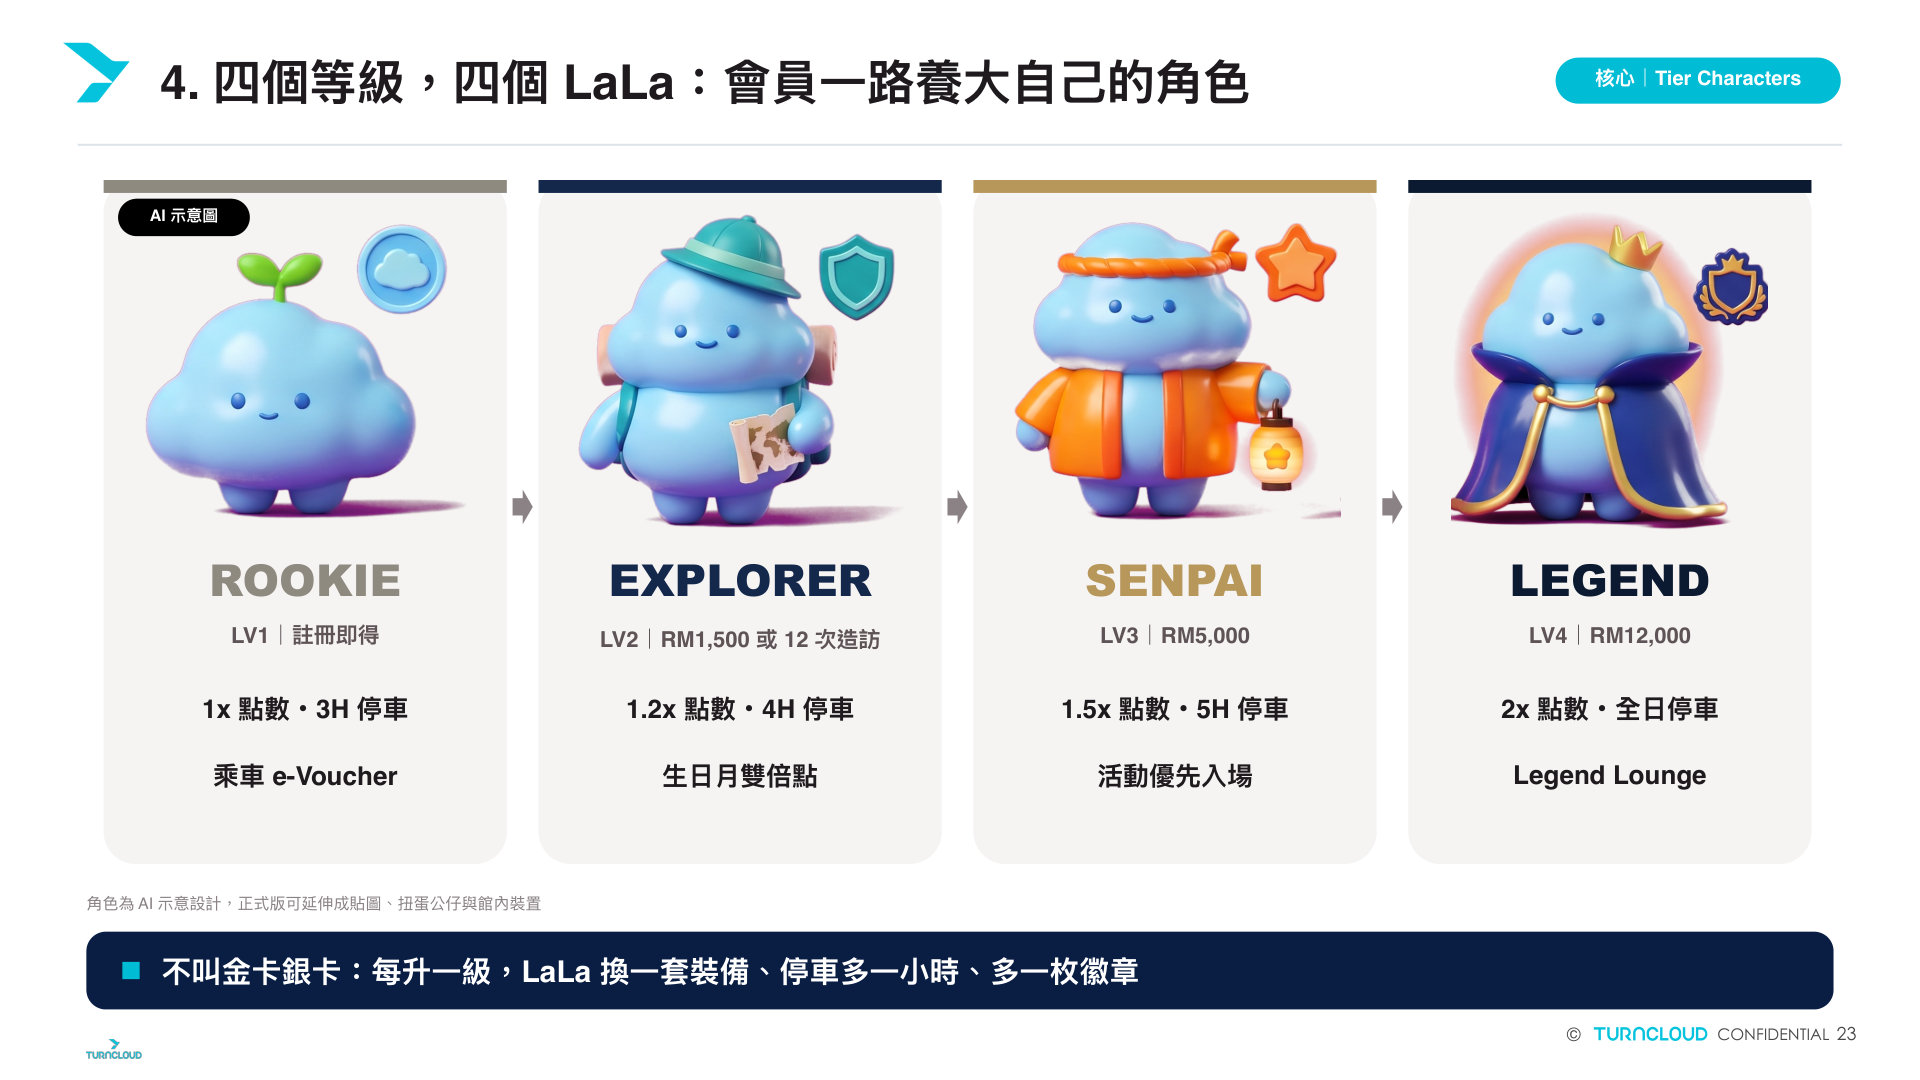 4. 四個等級，四個 LaLa：會員一路養大自己的角色
核心｜Tier Characters
AI 示意圖
ROOKIE
LV1｜註冊即得
1x 點數・3H 停車
乘車 e-Voucher
EXPLORER
LV2｜RM1,500 或 12 次造訪
1.2x 點數・4H 停車
生日月雙倍點
SENPAI
LV3｜RM5,000
1.5x 點數・5H 停車
活動優先入場
LEGEND
LV4｜RM12,000
2x 點數・全日停車
Legend Lounge
角色為 AI 示意設計，正式版可延伸成貼圖、扭蛋公仔與館內裝置
不叫金卡銀卡：每升一級，LaLa 換一套裝備、停車多一小時、多一枚徽章
TURNCLOUD
© TURNCLOUD CONFIDENTIAL 23